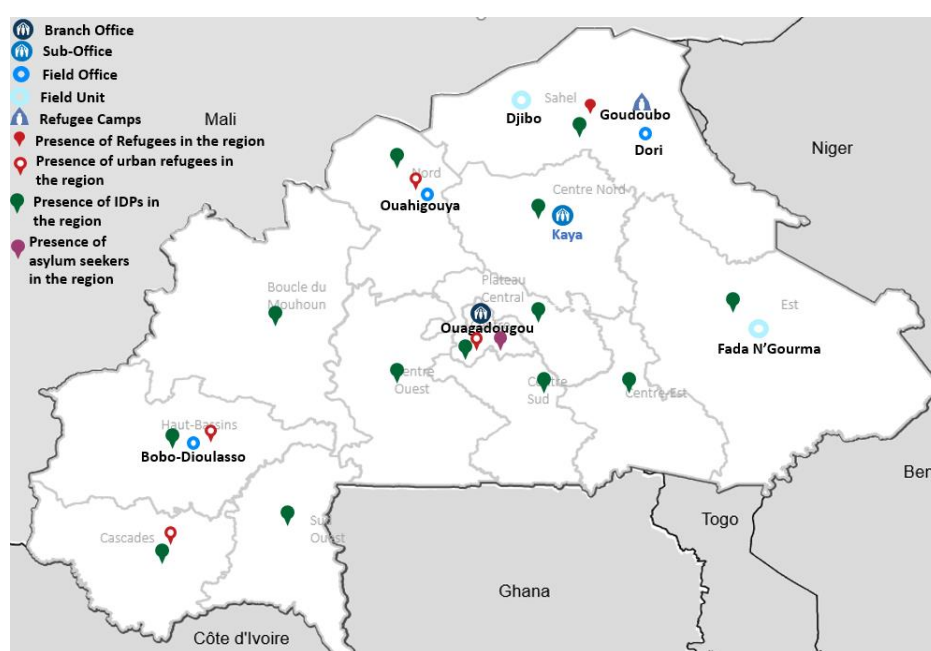 Branch Office
Sub-Office
Field Office
Field Unit
Refugee Camps
Presence of Refugees in the region
Presence of urban refugees in
the region
Presence of IDPs in
the region
Presence of
asylum seekers
in the region
Mali
Niger
Sahel
Djibo
Goudoubo
Dori
Nord
Ouahigouya
Centre Nord
Kaya
Boucle du
Mouhoun
Plateau
Central
Ouagadougou
Est
Fada N’Gourma
Centre
Ouest
Centre
Sud
Centre-Est
Haut-Bassins
Bobo-Dioulasso
Cascades
Sud
Ouest
Ben
Togo
Ghana
Côte d'Ivoire